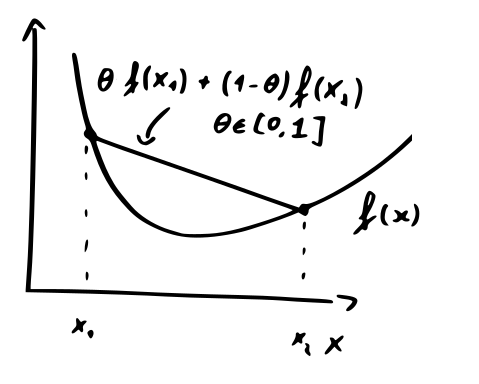 θ f(x₁) + (1-θ) f(x₂)
θ ∈ [0,1]
f(x)
x₁
x₂ x